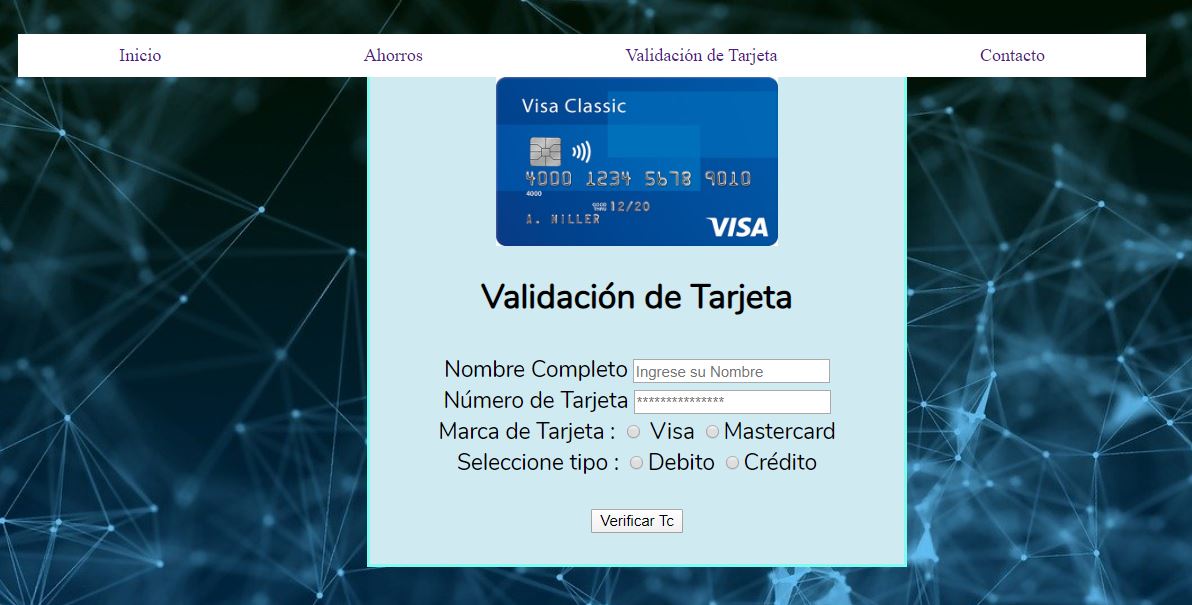 Inicio Ahorros Validación de Tarjeta Contacto
Visa Classic
4000 1234 5678 9010
4000
GOOD THRU 12/20
A. MILLER
VISA
Validación de Tarjeta
Nombre Completo Ingrese su Nombre
Número de Tarjeta ***************
Marca de Tarjeta : Visa Mastercard
Seleccione tipo : Debito Crédito
Verificar Tc